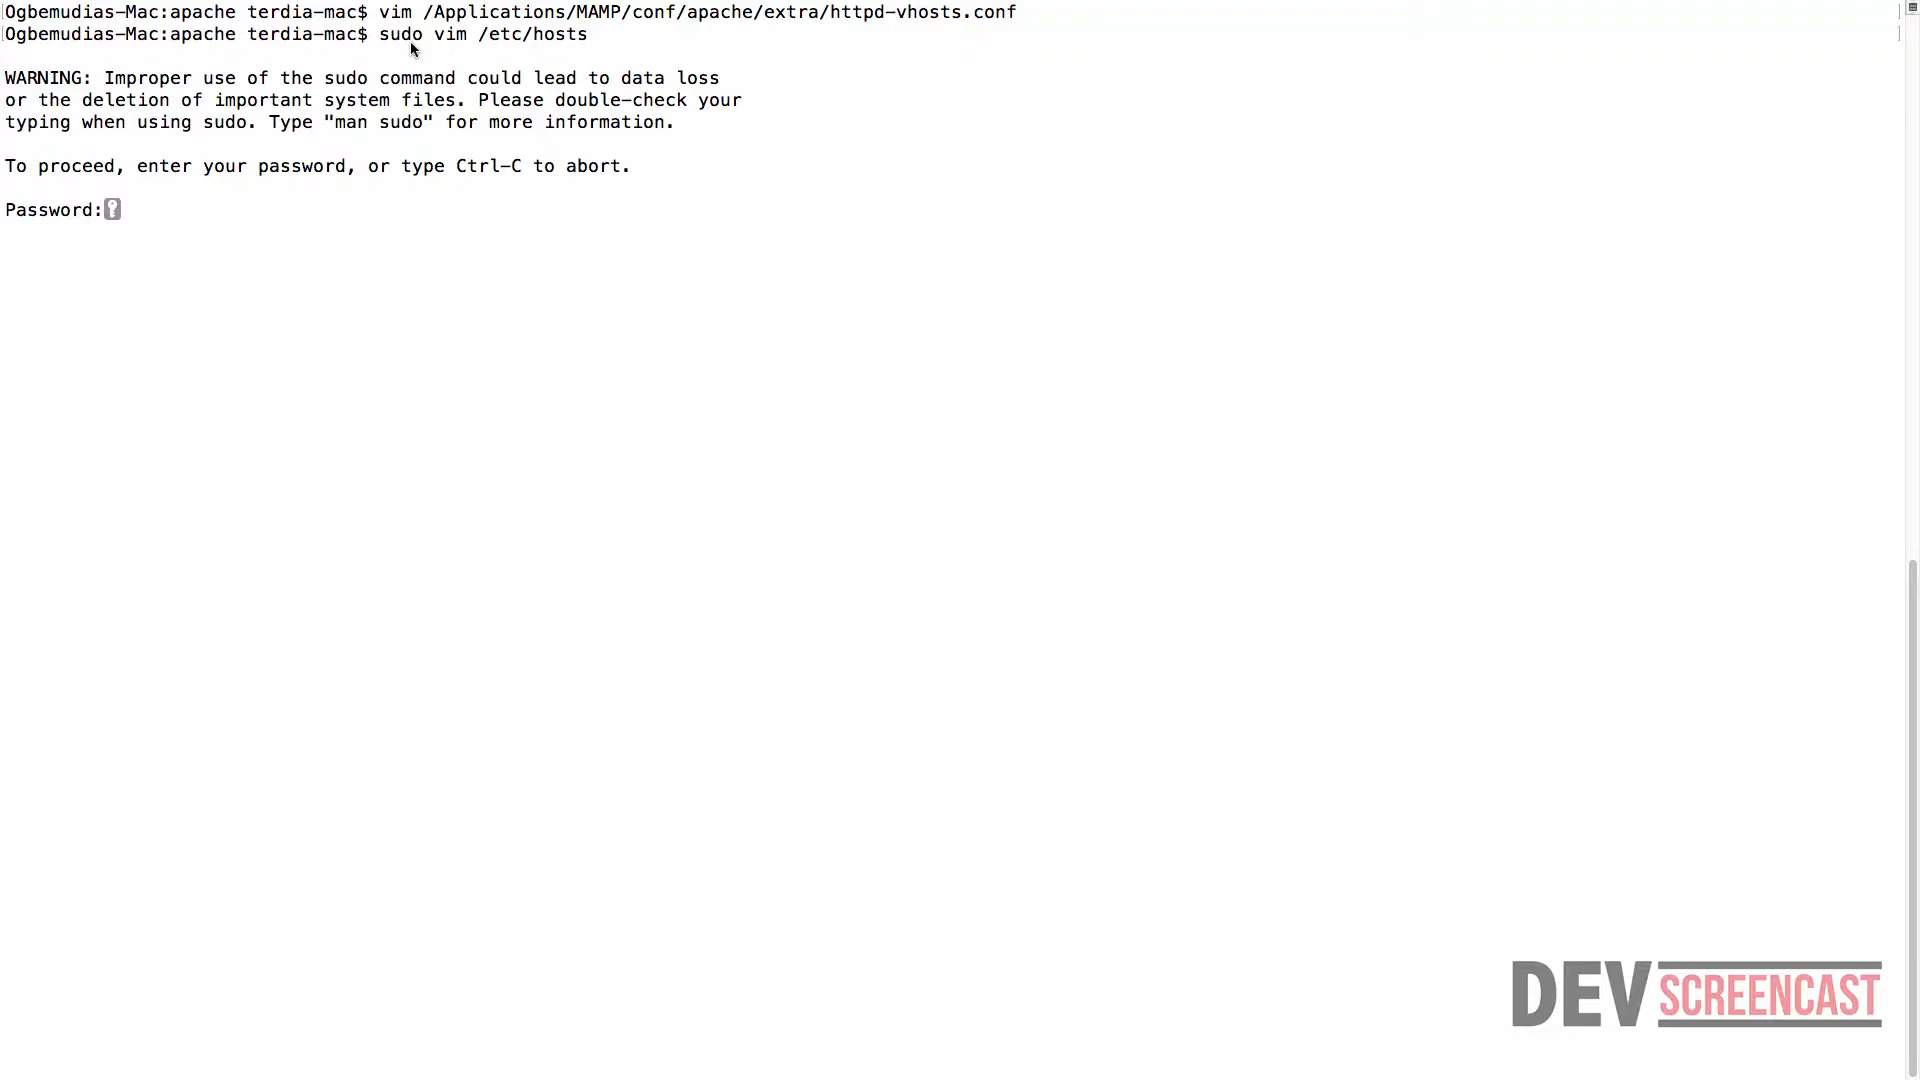 Ogbemudias-Mac:apache terdia-mac$ vim /Applications/MAMP/conf/apache/extra/httpd-vhosts.conf
Ogbemudias-Mac:apache terdia-mac$ sudo vim /etc/hosts
WARNING: Improper use of the sudo command could lead to data loss
or the deletion of important system files. Please double-check your
typing when using sudo. Type "man sudo" for more information.
To proceed, enter your password, or type Ctrl-C to abort.
Password:
DEVSCREENCAST